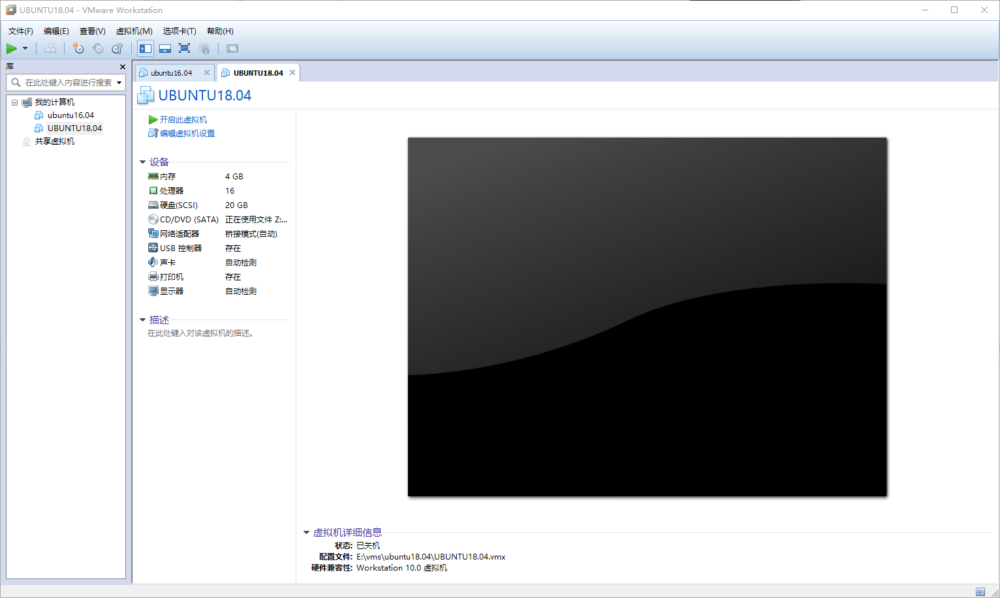 UBUNTU18.04 - VMware Workstation
文件(F) 编辑(E) 查看(V) 虚拟机(M) 选项卡(T) 帮助(H)
库
在此处键入内容进行搜索
我的计算机
ubuntu16.04
UBUNTU18.04
共享虚拟机
ubuntu16.04 UBUNTU18.04
UBUNTU18.04
开启此虚拟机
编辑虚拟机设置
设备
内存 4 GB
处理器 16
硬盘(SCSI) 20 GB
CD/DVD (SATA) 正在使用文件 Z:...
网络适配器 桥接模式(自动)
USB 控制器 存在
声卡 自动检测
打印机 存在
显示器 自动检测
描述
在此处键入对该虚拟机的描述。
虚拟机详细信息
状态: 已关机
配置文件: E:\vms\ubuntu18.04\UBUNTU18.04.vmx
硬件兼容性: Workstation 10.0 虚拟机